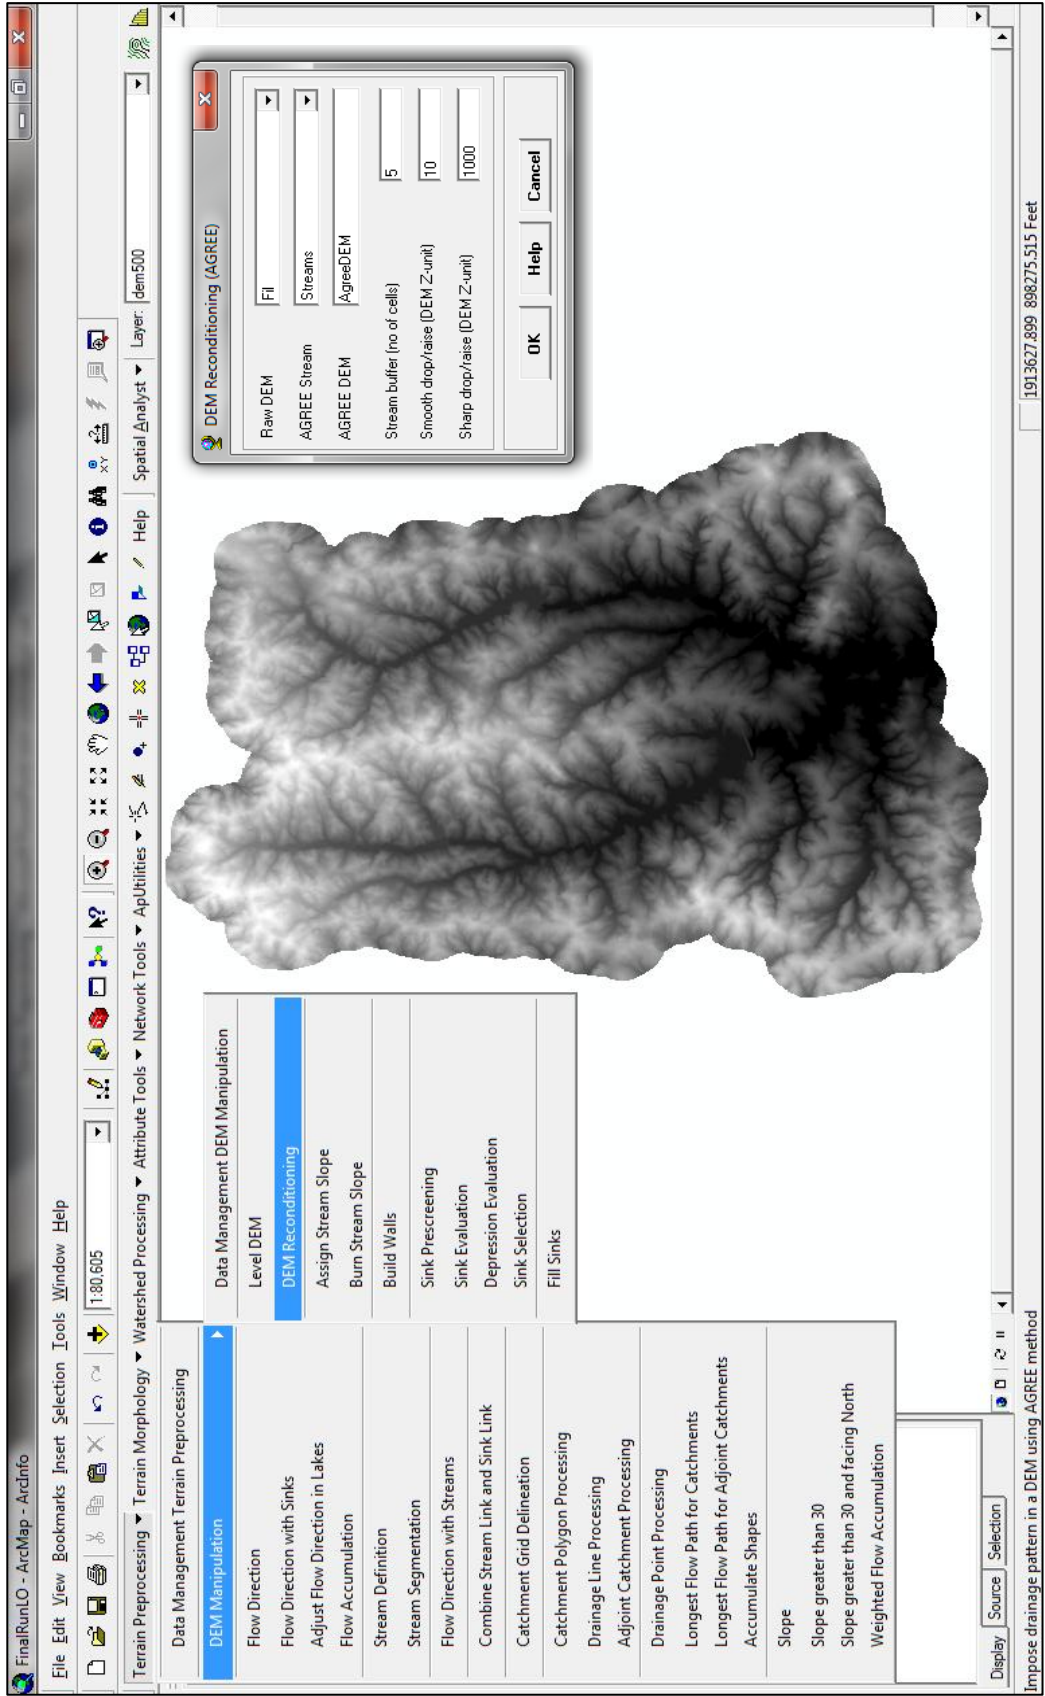 FinalRunLO - ArcMap - ArcInfo
File Edit View Bookmarks Insert Selection Tools Window Help
1:80,605
Terrain Preprocessing Terrain Morphology Watershed Processing Attribute Tools Network Tools ApUtilities Help Spatial Analyst Layer: dem500
Data Management Terrain Preprocessing
DEM Manipulation
Flow Direction
Flow Direction with Sinks
Adjust Flow Direction in Lakes
Flow Accumulation
Stream Definition
Stream Segmentation
Flow Direction with Streams
Combine Stream Link and Sink Link
Catchment Grid Delineation
Catchment Polygon Processing
Drainage Line Processing
Adjoint Catchment Processing
Drainage Point Processing
Longest Flow Path for Catchments
Longest Flow Path for Adjoint Catchments
Accumulate Shapes
Slope
Slope greater than 30
Slope greater than 30 and facing North
Weighted Flow Accumulation
Data Management DEM Manipulation
Level DEM
DEM Reconditioning
Assign Stream Slope
Burn Stream Slope
Build Walls
Sink Prescreening
Sink Evaluation
Depression Evaluation
Sink Selection
Fill Sinks
DEM Reconditioning (AGREE)
Raw DEM Fil
AGREE Stream Streams
AGREE DEM AgreeDEM
Stream buffer (no of cells) 5
Smooth drop/raise (DEM Z-unit) 10
Sharp drop/raise (DEM Z-unit) 1000
OK Help Cancel
Display Source Selection
Impose drainage pattern in a DEM using AGREE method
1913627.899 898275.515 Feet